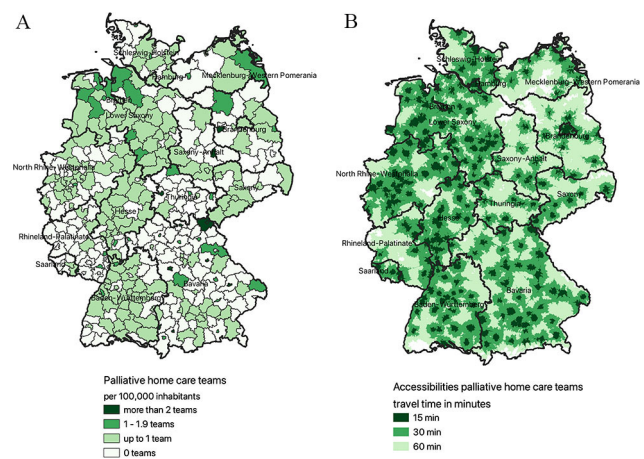 A
B
Schleswig-Holstein
Hamburg
Mecklenburg-Western Pomerania
Bremen
Lower Saxony
Brandenburg
Saxony-Anhalt
North Rhine-Westphalia
Saxony
Thuringia
Hesse
Rhineland-Palatinate
Saarland
Bavaria
Baden-Württemberg
Palliative home care teams
per 100,000 inhabitants
more than 2 teams
1 - 1.9 teams
up to 1 team
0 teams
Schleswig-Holstein
Hamburg
Mecklenburg-Western Pomerania
Bremen
Lower Saxony
Brandenburg
Saxony-Anhalt
North Rhine-Westphalia
Saxony
Thuringia
Hesse
Rhineland-Palatinate
Saarland
Bavaria
Baden-Württemberg
Accessibilities palliative home care teams
travel time in minutes
15 min
30 min
60 min